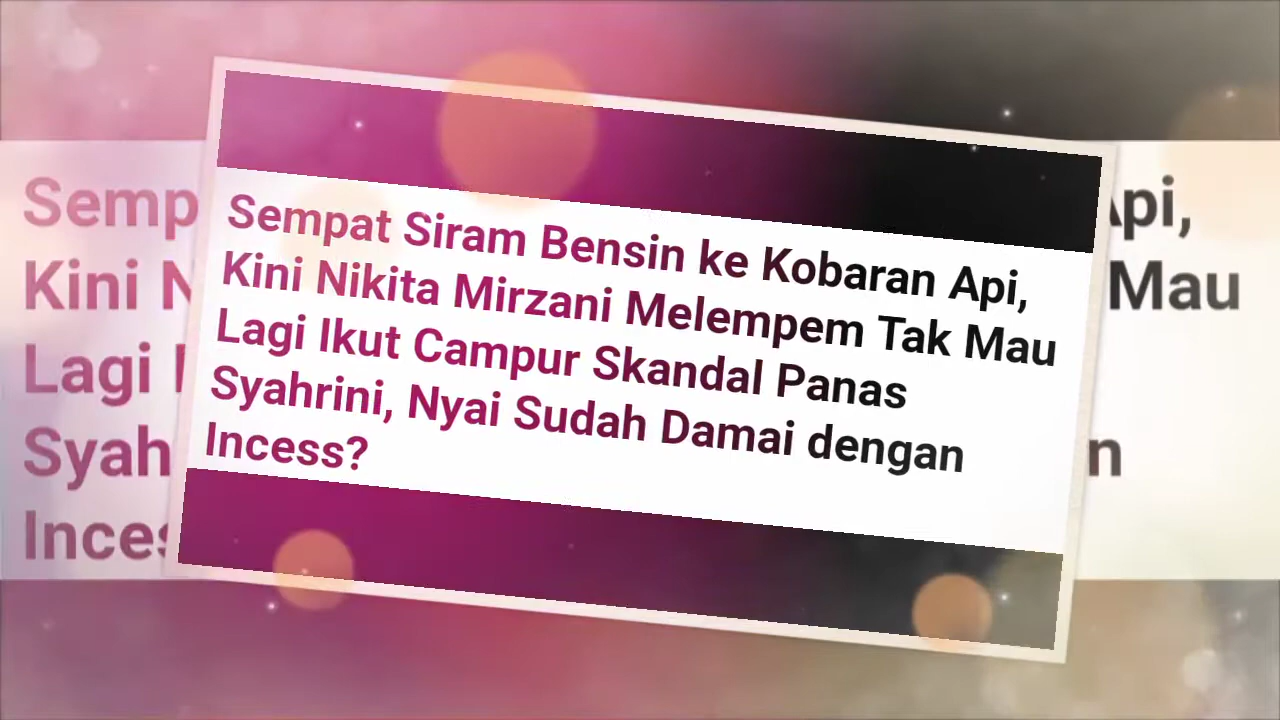 Sempat Siram Bensin ke Kobaran Api,
Kini Nikita Mirzani Melempem Tak Mau
Lagi Ikut Campur Skandal Panas
Syahrini, Nyai Sudah Damai dengan
Incess?